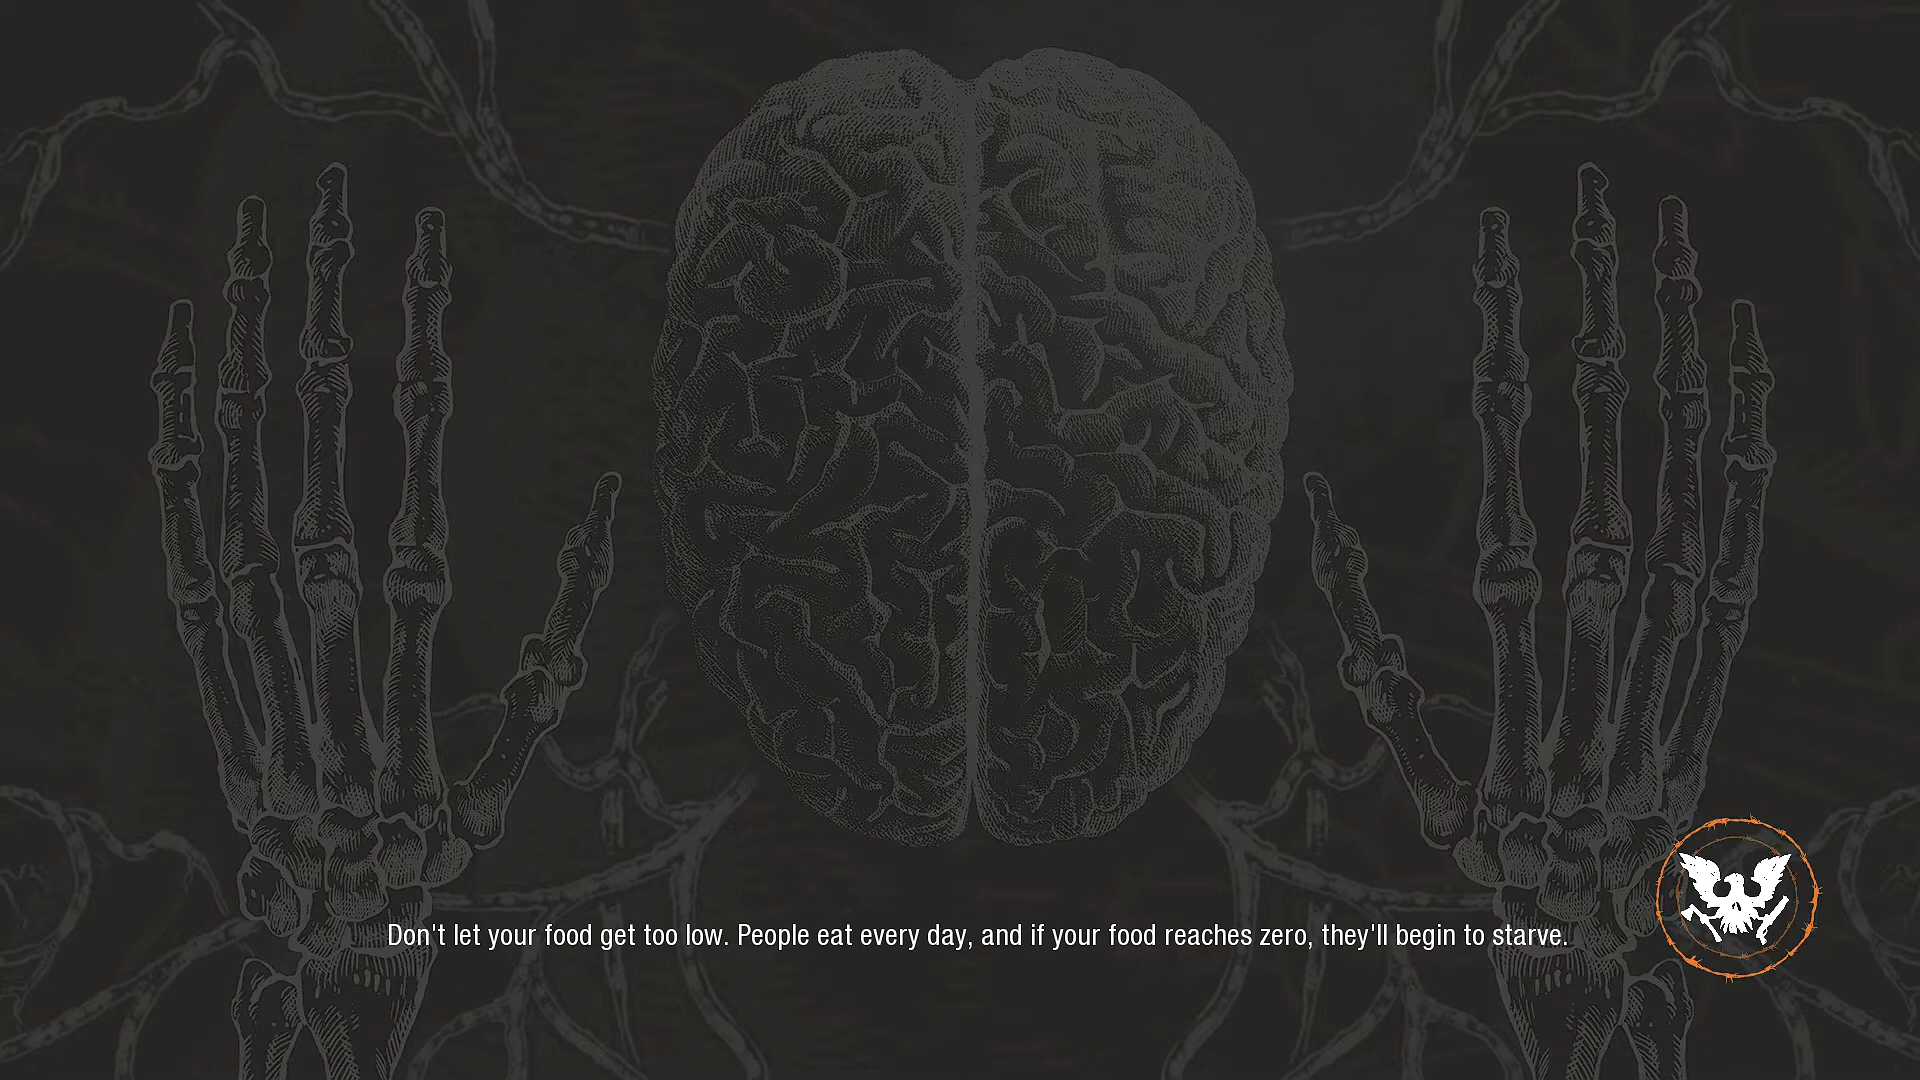 Don't let your food get too low. People eat every day, and if your food reaches zero, they'll begin to starve.